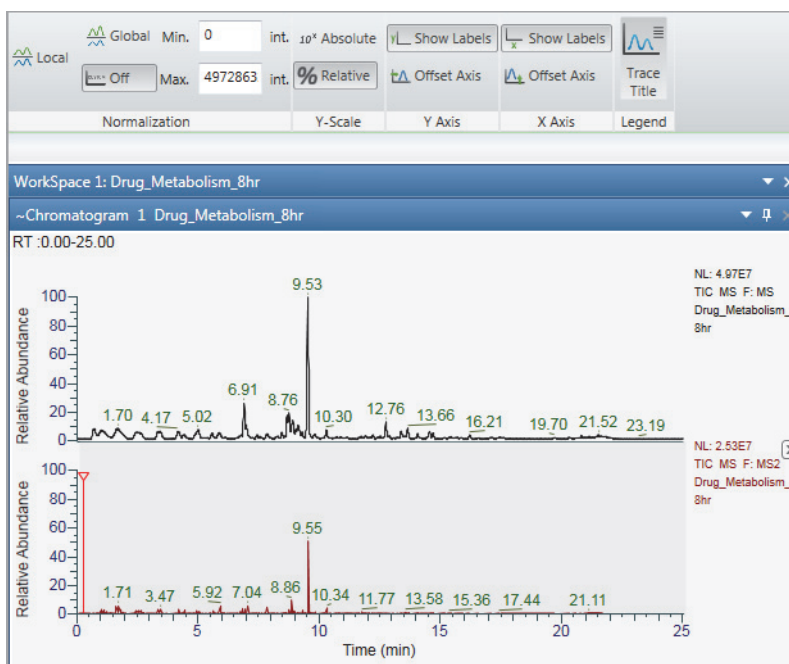 Local
Global
Off
Min. 0 int.
Max. 4972863 int.
Normalization
10ˣ Absolute
% Relative
Y-Scale
Show Labels
Offset Axis
Y Axis
Show Labels
Offset Axis
X Axis
Trace
Title
Legend
WorkSpace 1: Drug_Metabolism_8hr
~Chromatogram 1 Drug_Metabolism_8hr
RT :0.00-25.00
NL: 4.97E7
TIC MS F: MS
Drug_Metabolism_
8hr
Relative Abundance
100
80
60
40
20
0
1.70
4.17
5.02
6.91
8.76
9.53
10.30
12.76
13.66
16.21
19.70
21.52
23.19
NL: 2.53E7
TIC MS F: MS2
Drug_Metabolism_
8hr
Relative Abundance
100
80
60
40
20
0
1.71
3.47
5.92
7.04
8.86
9.55
10.34
11.77
13.58
15.36
17.44
21.11
0 5 10 15 20 25
Time (min)